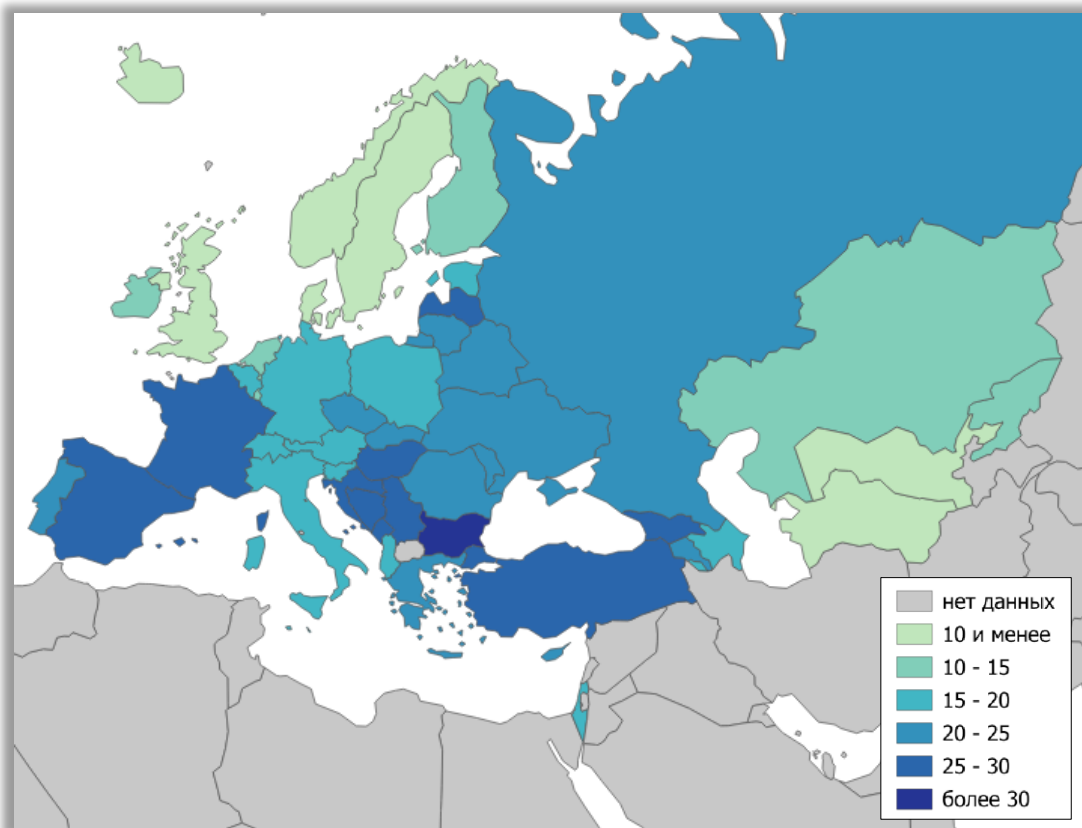 нет данных
10 и менее
10 - 15
15 - 20
20 - 25
25 - 30
более 30